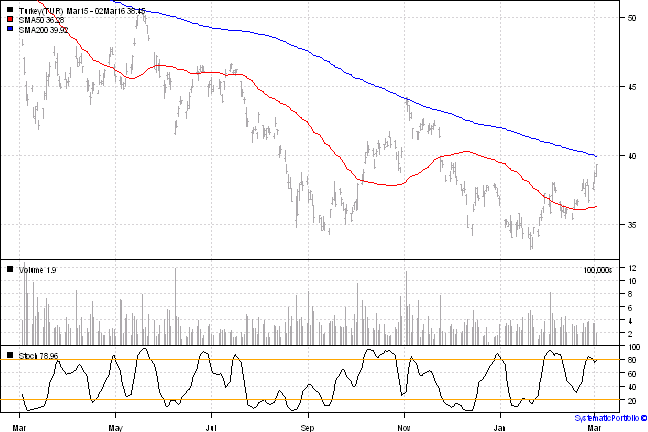 Turkey(TUR) Mar15 - 02Mar16 38.45
SMA50 36.28
SMA200 39.92
50
45
40
35
Volume 1.9
100,000s
12
10
8
6
4
2
Stoch 78.96
100
80
60
40
20
Mar May Jul Sep Nov Jan Mar
SystematicPortfolio ©